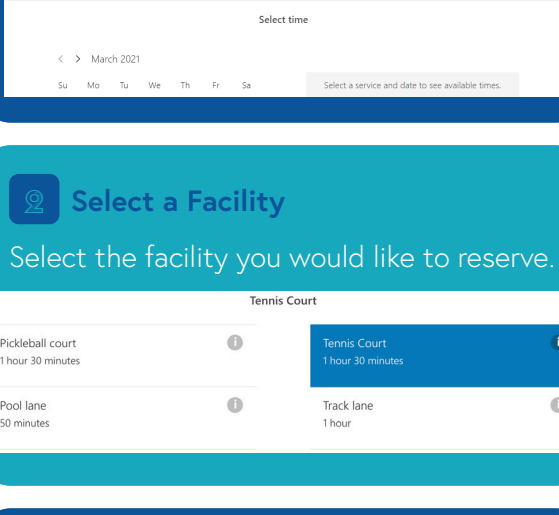 Select time
< > March 2021
Su Mo Tu We Th Fr Sa
Select a service and date to see available times.
2 Select a Facility
Select the facility you would like to reserve.
Tennis Court
Pickleball court i
1 hour 30 minutes
Tennis Court i
1 hour 30 minutes
Pool lane i
50 minutes
Track lane i
1 hour